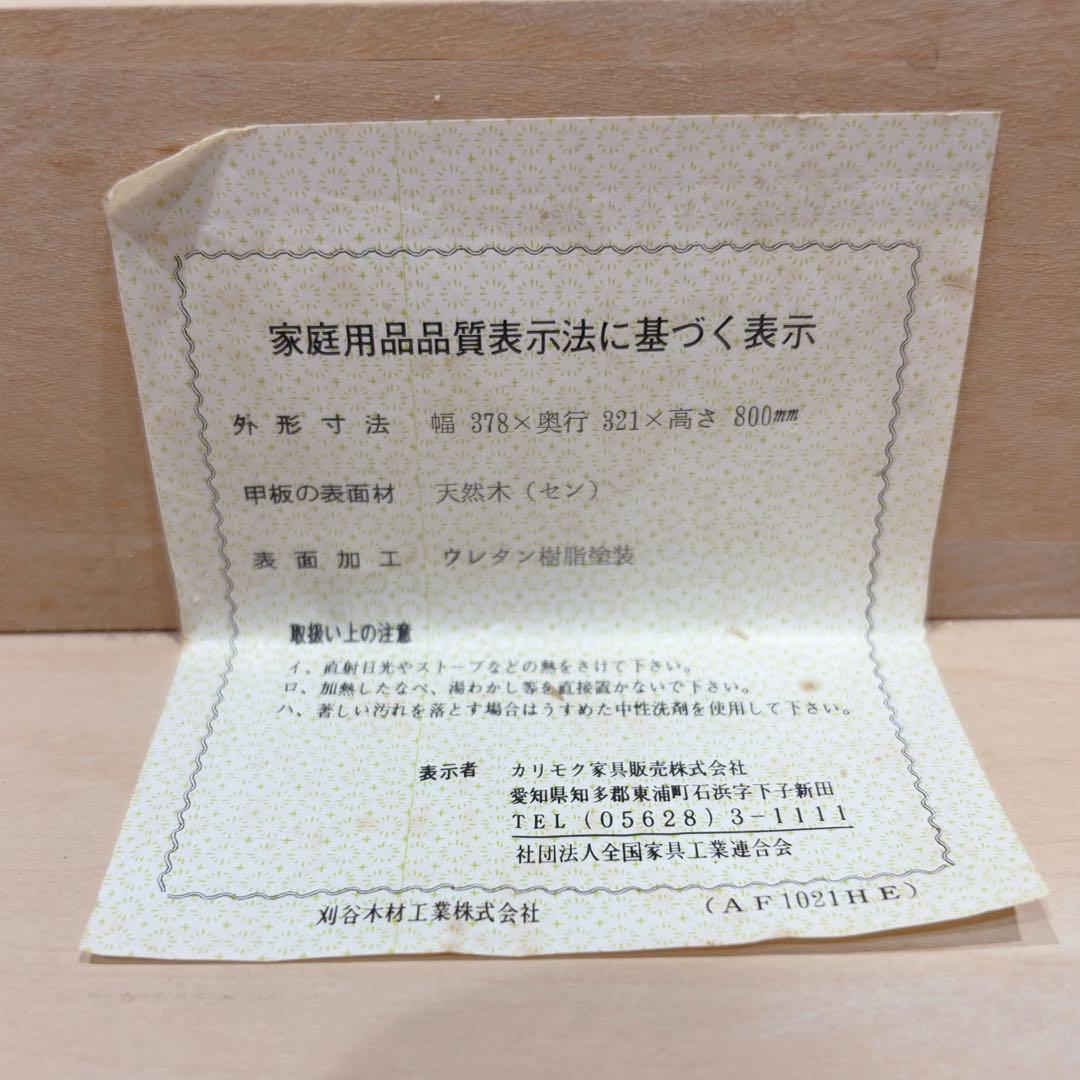 家庭用品品質表示法に基づく表示
外形寸法 幅 378×奥行 321×高さ 800㎜
甲板の表面材 天然木(セン)
表面加工 ウレタン樹脂塗装
取扱い上の注意
イ、直射日光やストーブなどの熱をさけて下さい。
ロ、加熱したなべ、湯わかし等を直接置かないで下さい。
ハ、著しい汚れを落とす場合はうすめた中性洗剤を使用して下さい。
表示者 カリモク家具販売株式会社
愛知県知多郡東浦町石浜字下子新田
TEL(05628)3-1111
社団法人全国家具工業連合会
刈谷木材工業株式会社 (AF1021HE)